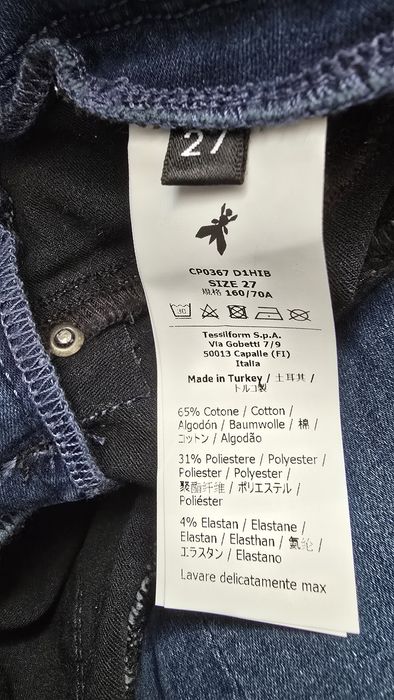 27
CP0367 D1HIB
SIZE 27
規格 160/70A
30
Tessilform S.p.A.
Via Gobetti 7/9
50013 Capalle (FI)
Italia
Made in Turkey / 土耳其 /
トルコ製
65% Cotone / Cotton /
Algodón / Baumwolle / 棉 /
コットン / Algodão
31% Poliestere / Polyester /
Poliester / Polyester /
聚酯纤维 / ポリエステル /
Poliéster
4% Elastan / Elastane /
Elastan / Elasthan / 氨纶 /
エラスタン / Elastano
Lavare delicatamente max